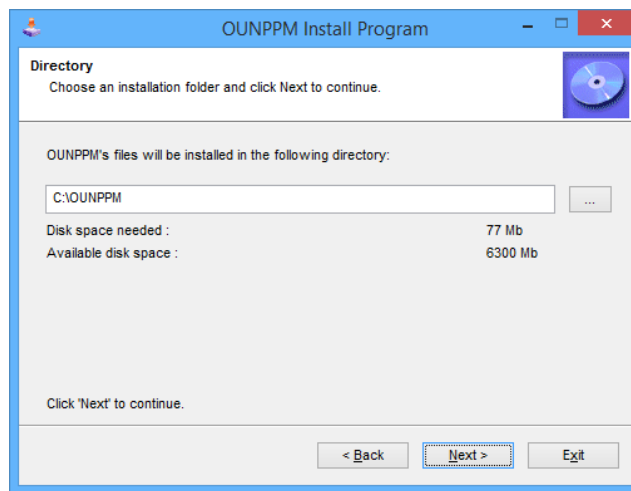 OUNPPM Install Program
Directory
Choose an installation folder and click Next to continue.
OUNPPM's files will be installed in the following directory:
C:\OUNPPM
...
Disk space needed : 77 Mb
Available disk space : 6300 Mb
Click 'Next' to continue.
< Back Next > Exit